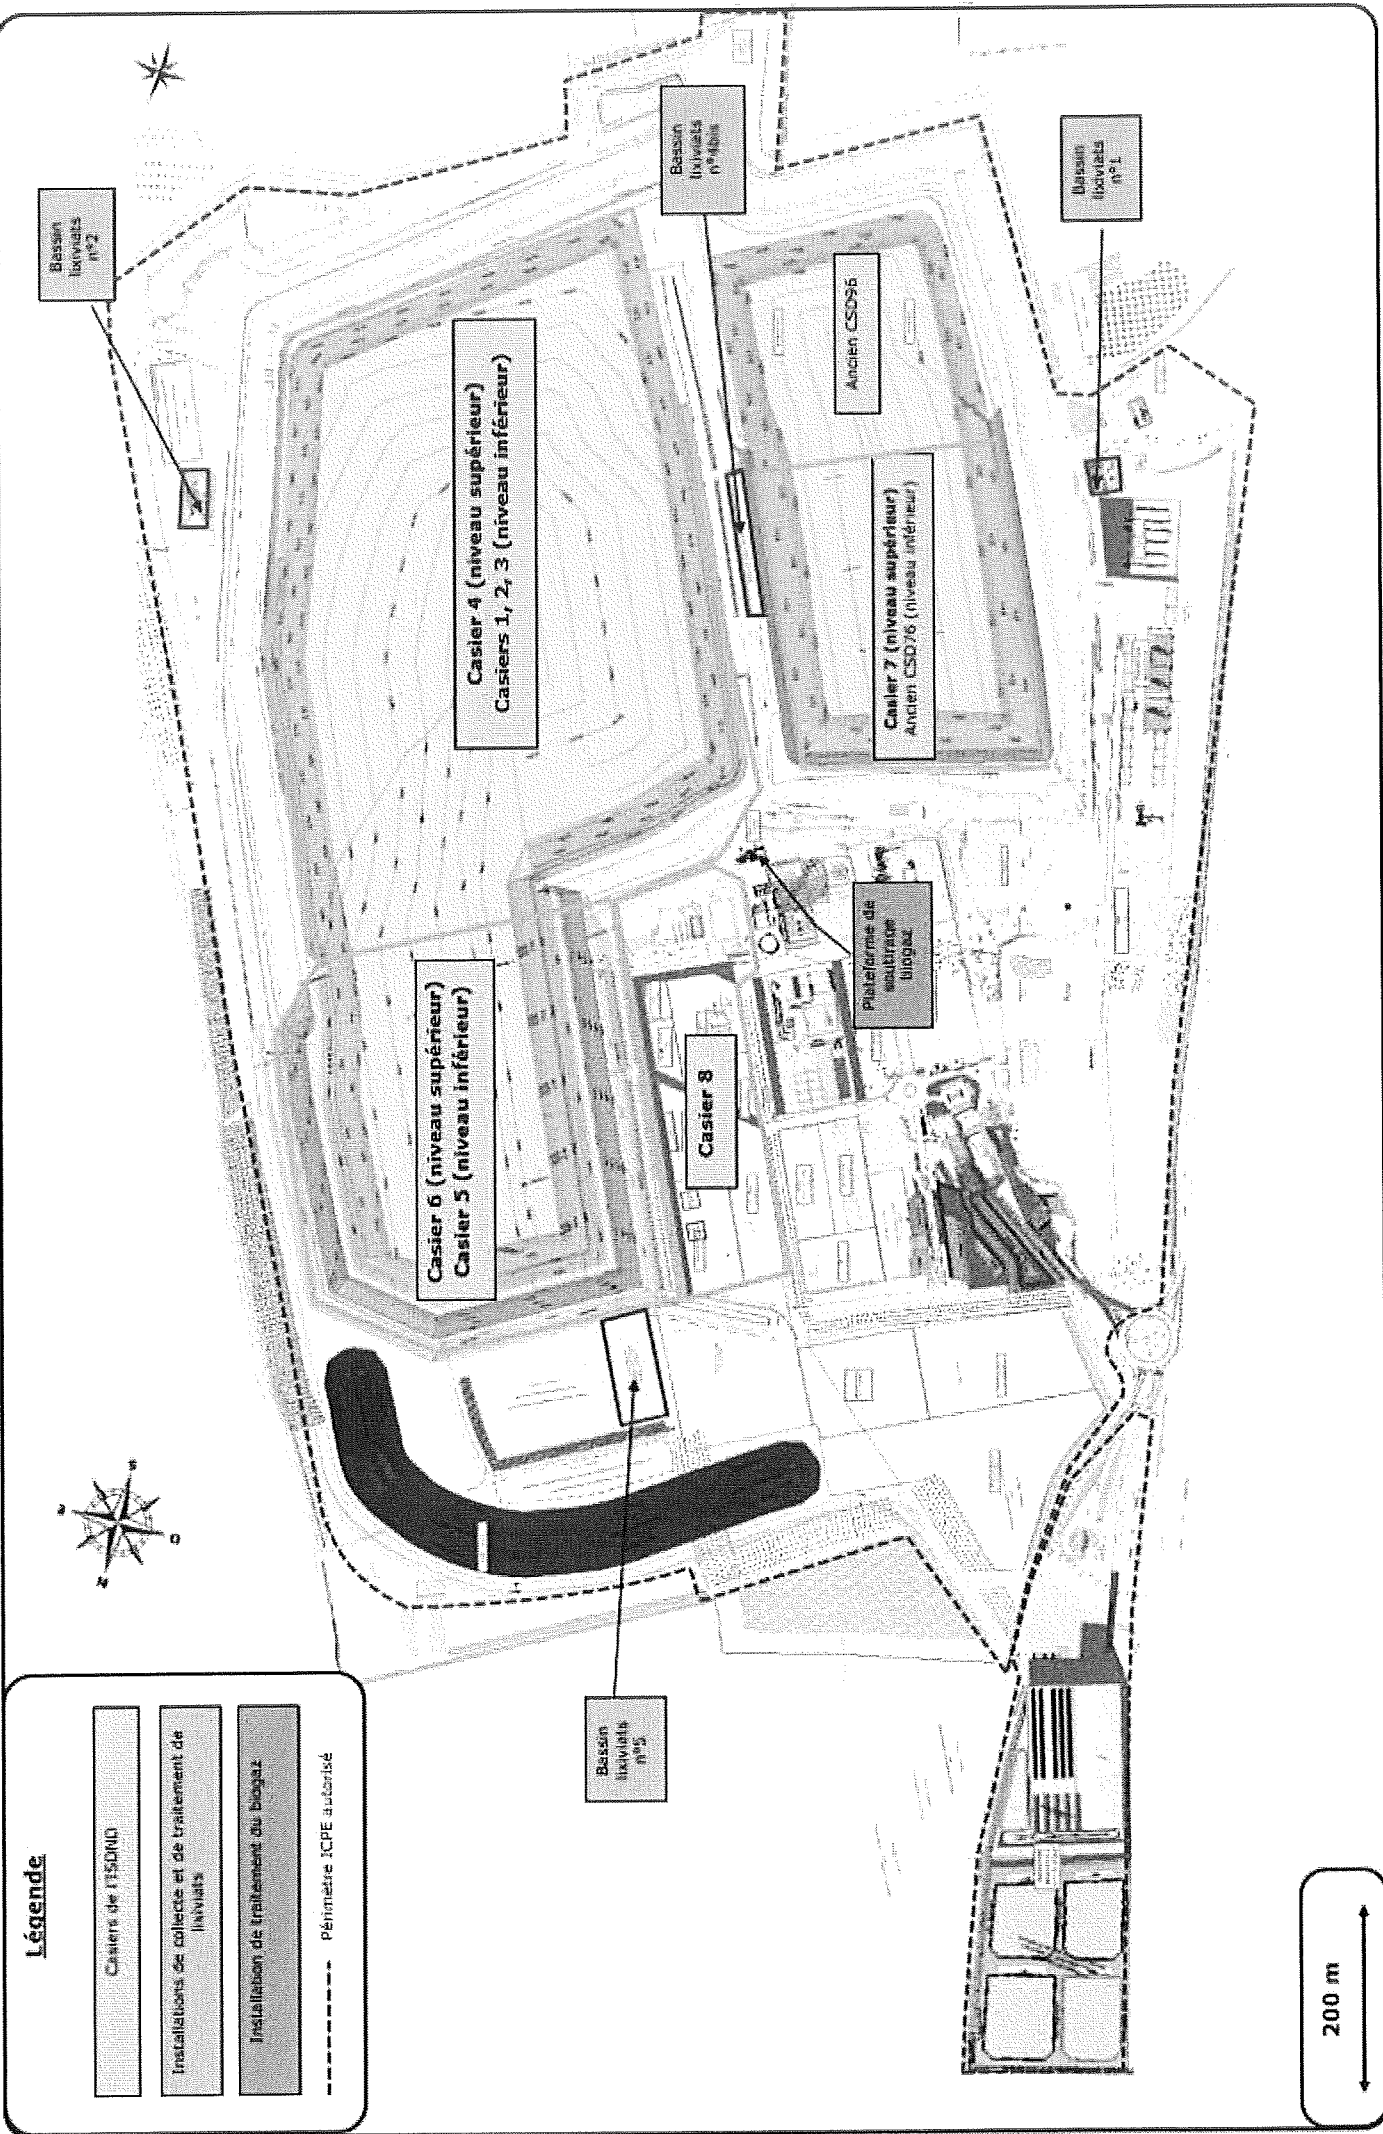 Légende
Casiers de l'ISDND
Installations de collecte et de traitement de
lixiviats
Installation de traitement du biogaz
Périmètre ICPE autorisé
200 m
Bassin
lixiviats
n°5
Casier 6 (niveau supérieur)
Casier 5 (niveau inférieur)
Casier 8
Plateforme de
soutirage
biogaz
Casier 4 (niveau supérieur)
Casiers 1, 2, 3 (niveau inférieur)
Casier 7 (niveau supérieur)
Ancien CSD76 (niveau inférieur)
Ancien CSD96
Bassin
lixiviats
n°2
Bassin
lixiviats
n°4bis
Bassin
lixiviats
n°1
N
S
O